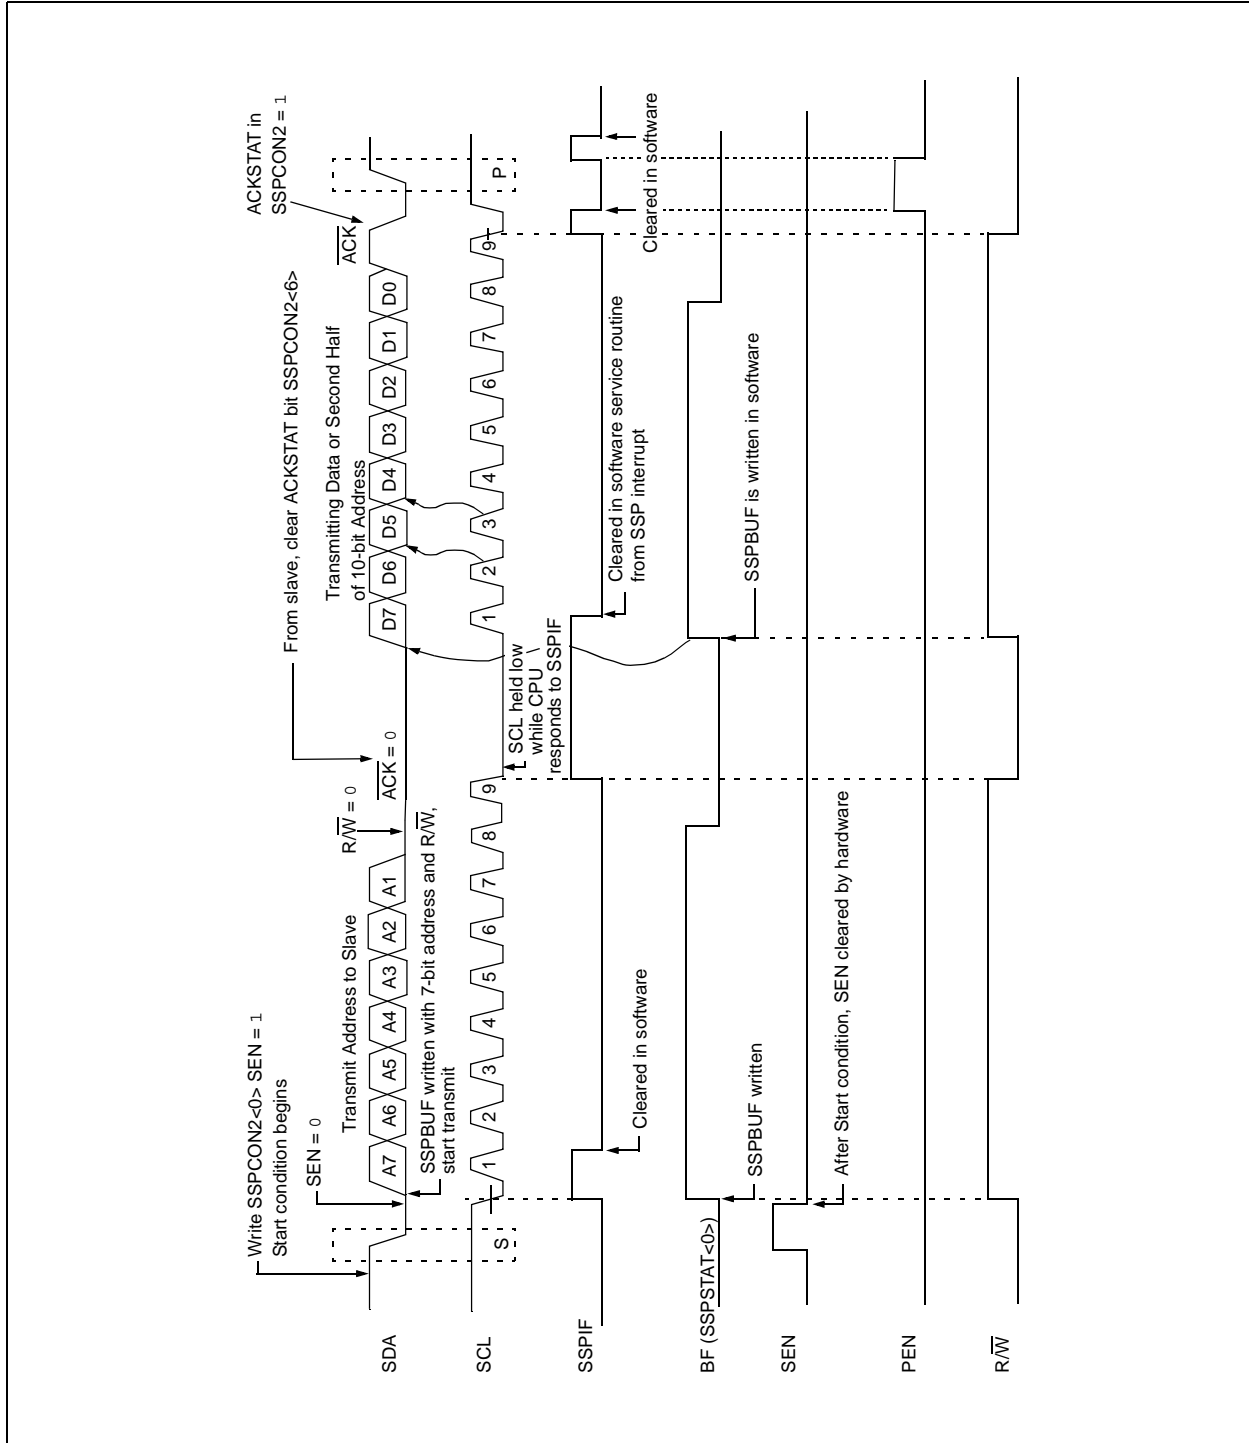 Write SSPCON2<0> SEN = 1
Start condition begins
SEN = 0
Transmit Address to Slave
R/W = 0
ACK = 0
From slave, clear ACKSTAT bit SSPCON2<6>
Transmitting Data or Second Half
of 10-bit Address
ACK
ACKSTAT in
SSPCON2 = 1
SDA
A7 A6 A5 A4 A3 A2 A1
D7 D6 D5 D4 D3 D2 D1 D0
SSPBUF written with 7-bit address and R/W,
start transmit
SCL
S
1 2 3 4 5 6 7 8 9
1 2 3 4 5 6 7 8 9
P
SCL held low
while CPU
responds to SSPIF
SSPIF
Cleared in software
Cleared in software service routine
from SSP interrupt
Cleared in software
BF (SSPSTAT<0>)
SSPBUF written
SSPBUF is written in software
SEN
After Start condition, SEN cleared by hardware
PEN
R/W